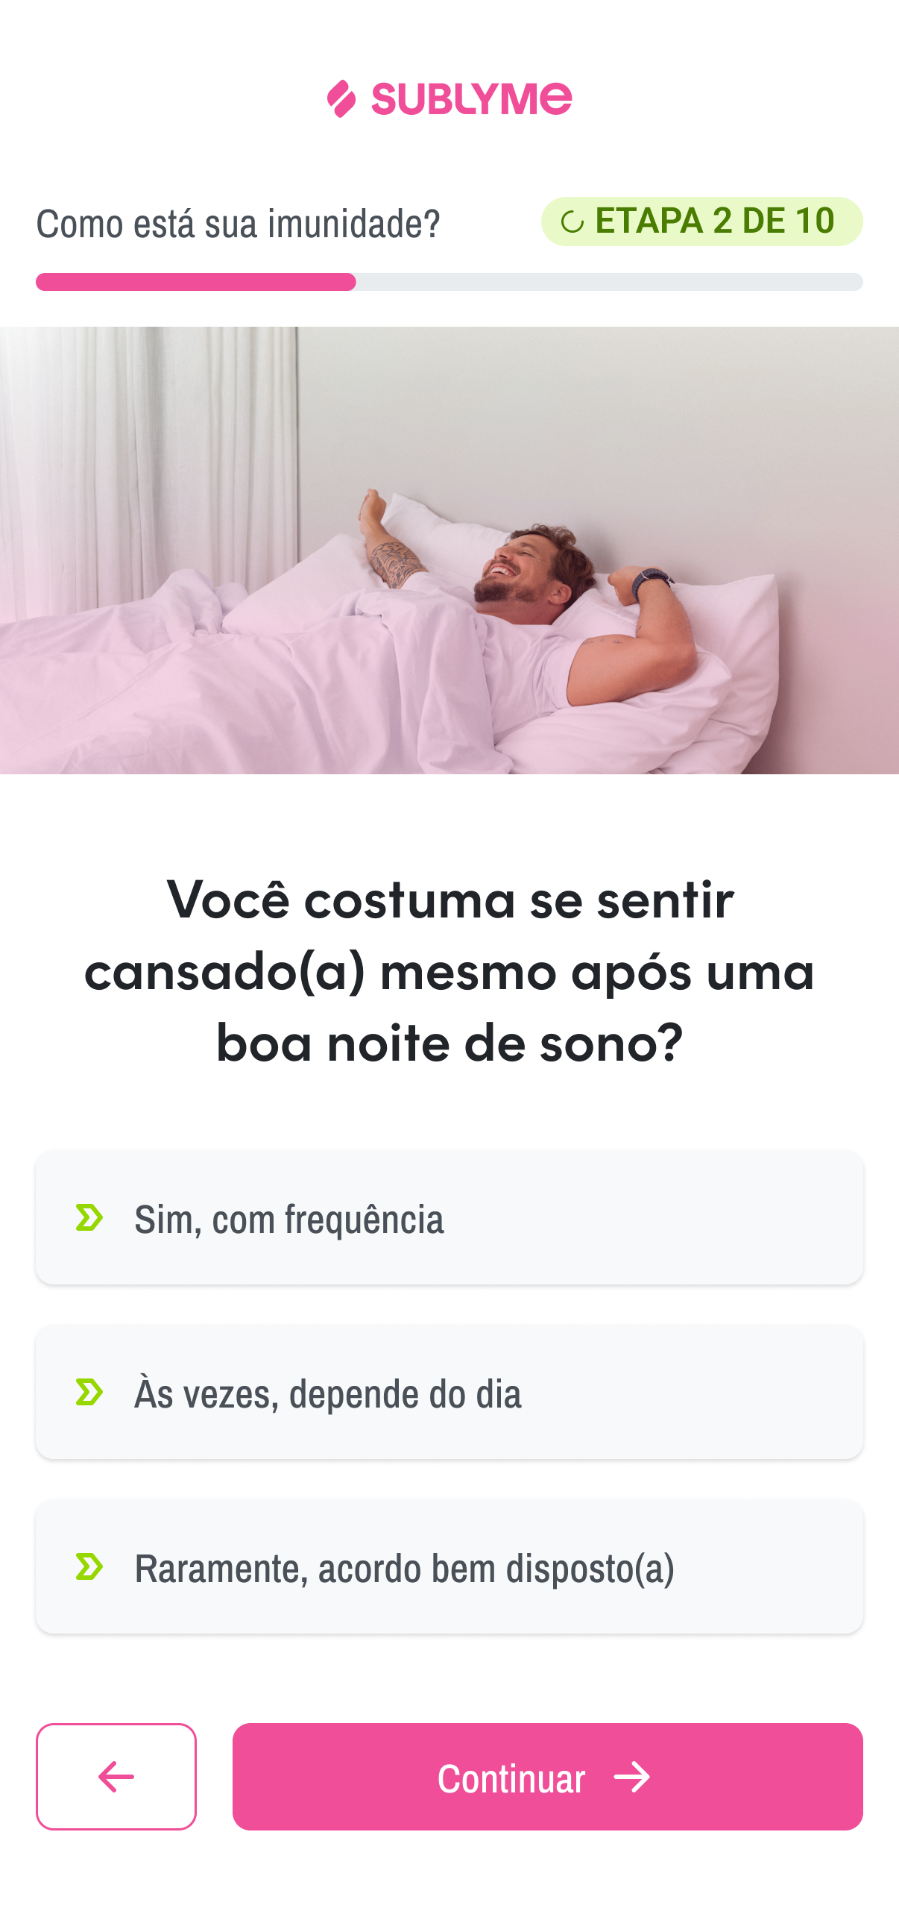 SUBLYME
Como está sua imunidade?
ETAPA 2 DE 10
Você costuma se sentir
cansado(a) mesmo após uma
boa noite de sono?
Sim, com frequência
Às vezes, depende do dia
Raramente, acordo bem disposto(a)
Continuar